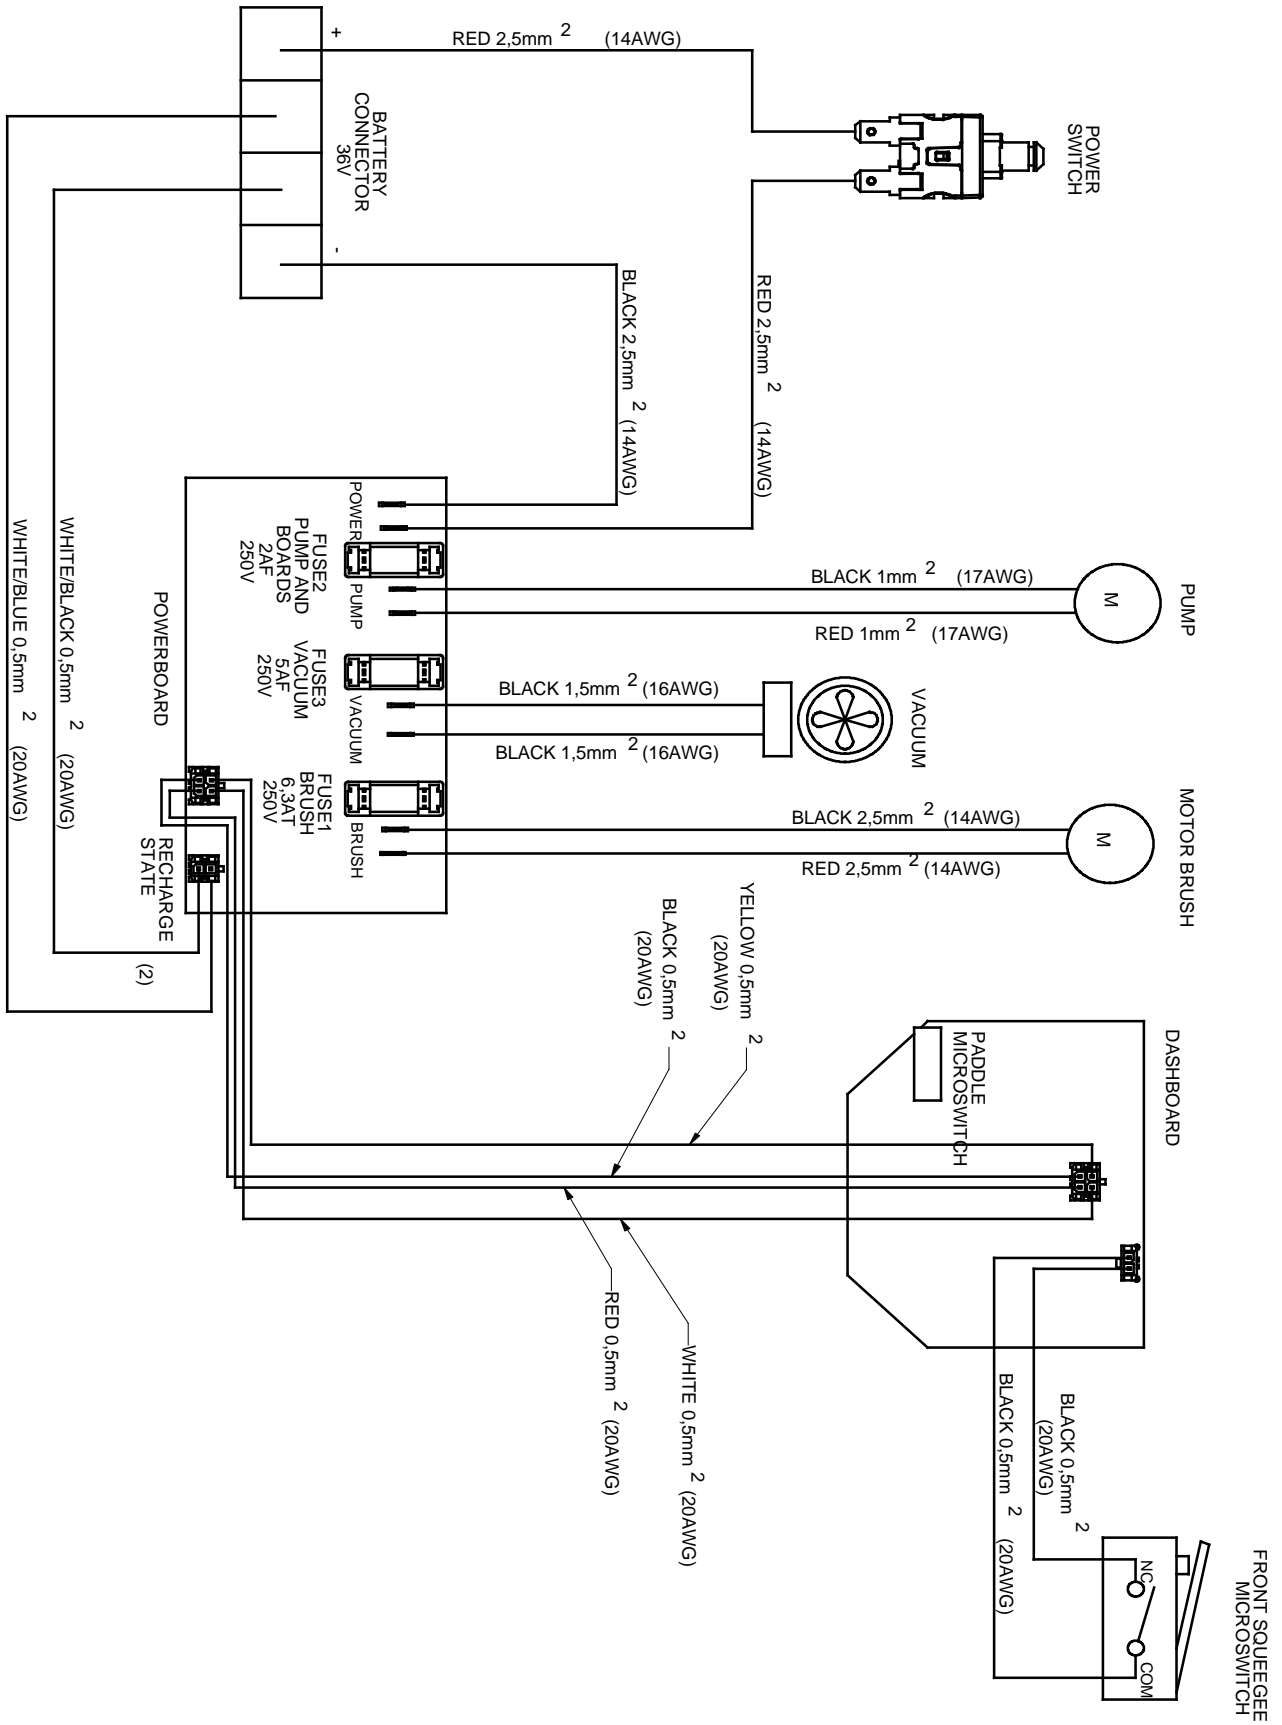 +
RED 2,5mm 2 (14AWG)
POWER
SWITCH
BATTERY
CONNECTOR
36V
-
BLACK 2,5mm 2 (14AWG)
RED 2,5mm 2 (14AWG)
POWER
FUSE2
PUMP AND
BOARDS
2AF
250V
PUMP
BLACK 1mm 2 (17AWG)
RED 1mm 2 (17AWG)
M
PUMP
FUSE3
VACUUM
5AF
250V
VACUUM
BLACK 1,5mm 2 (16AWG)
BLACK 1,5mm 2 (16AWG)
VACUUM
FUSE1
BRUSH
6,3AT
250V
BRUSH
BLACK 2,5mm 2 (14AWG)
RED 2,5mm 2 (14AWG)
M
MOTOR BRUSH
POWERBOARD
WHITE/BLACK 0,5mm 2 (20AWG)
WHITE/BLUE 0,5mm 2 (20AWG)
RECHARGE
STATE
(2)
YELLOW 0,5mm 2
(20AWG)
BLACK 0,5mm 2
(20AWG)
PADDLE
MICROSWITCH
DASHBOARD
RED 0,5mm 2 (20AWG)
WHITE 0,5mm 2 (20AWG)
BLACK 0,5mm 2
(20AWG)
BLACK 0,5mm 2 (20AWG)
NC
COM
FRONT SQUEEGEE
MICROSWITCH